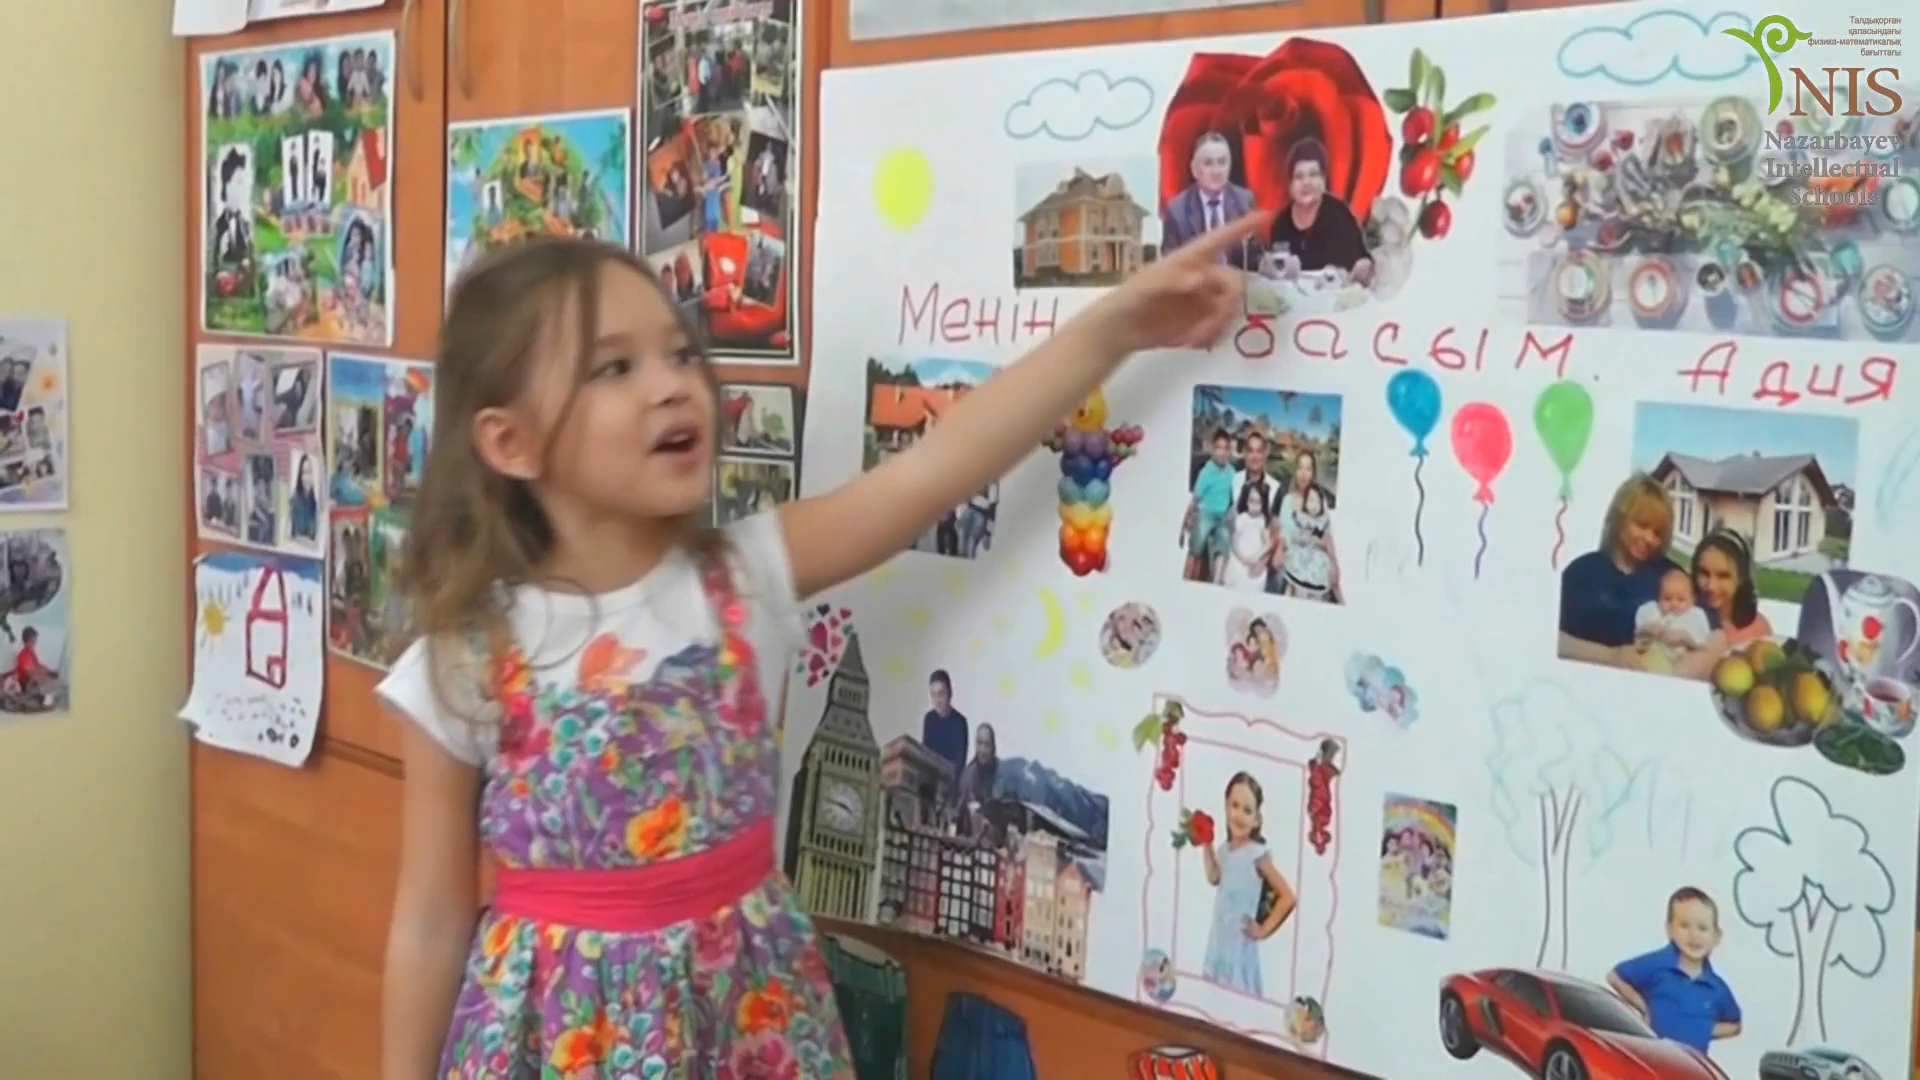 Талдықорған
қаласындағы
физика-математикалық
бағыттағы
NIS
Nazarbayev
Intellectual
Schools
Менің басым. Адия